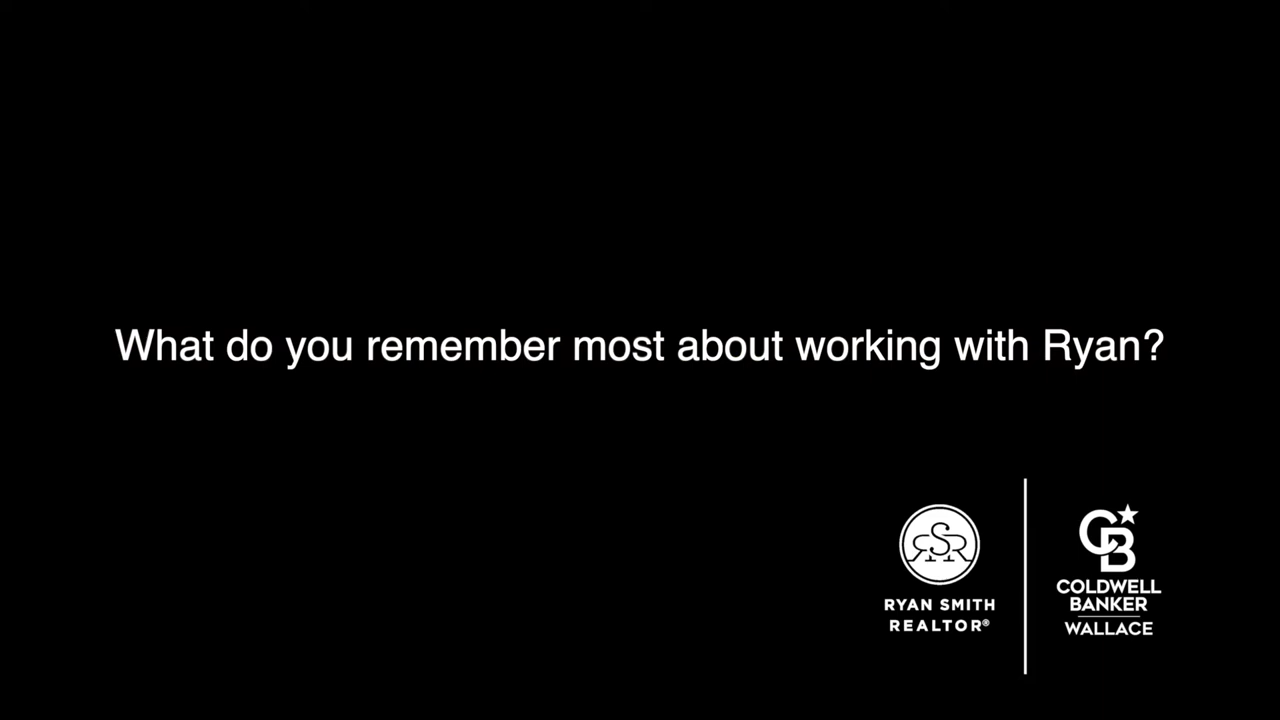 What do you remember most about working with Ryan?
RSR
RYAN SMITH
REALTOR®
CB
COLDWELL
BANKER
WALLACE